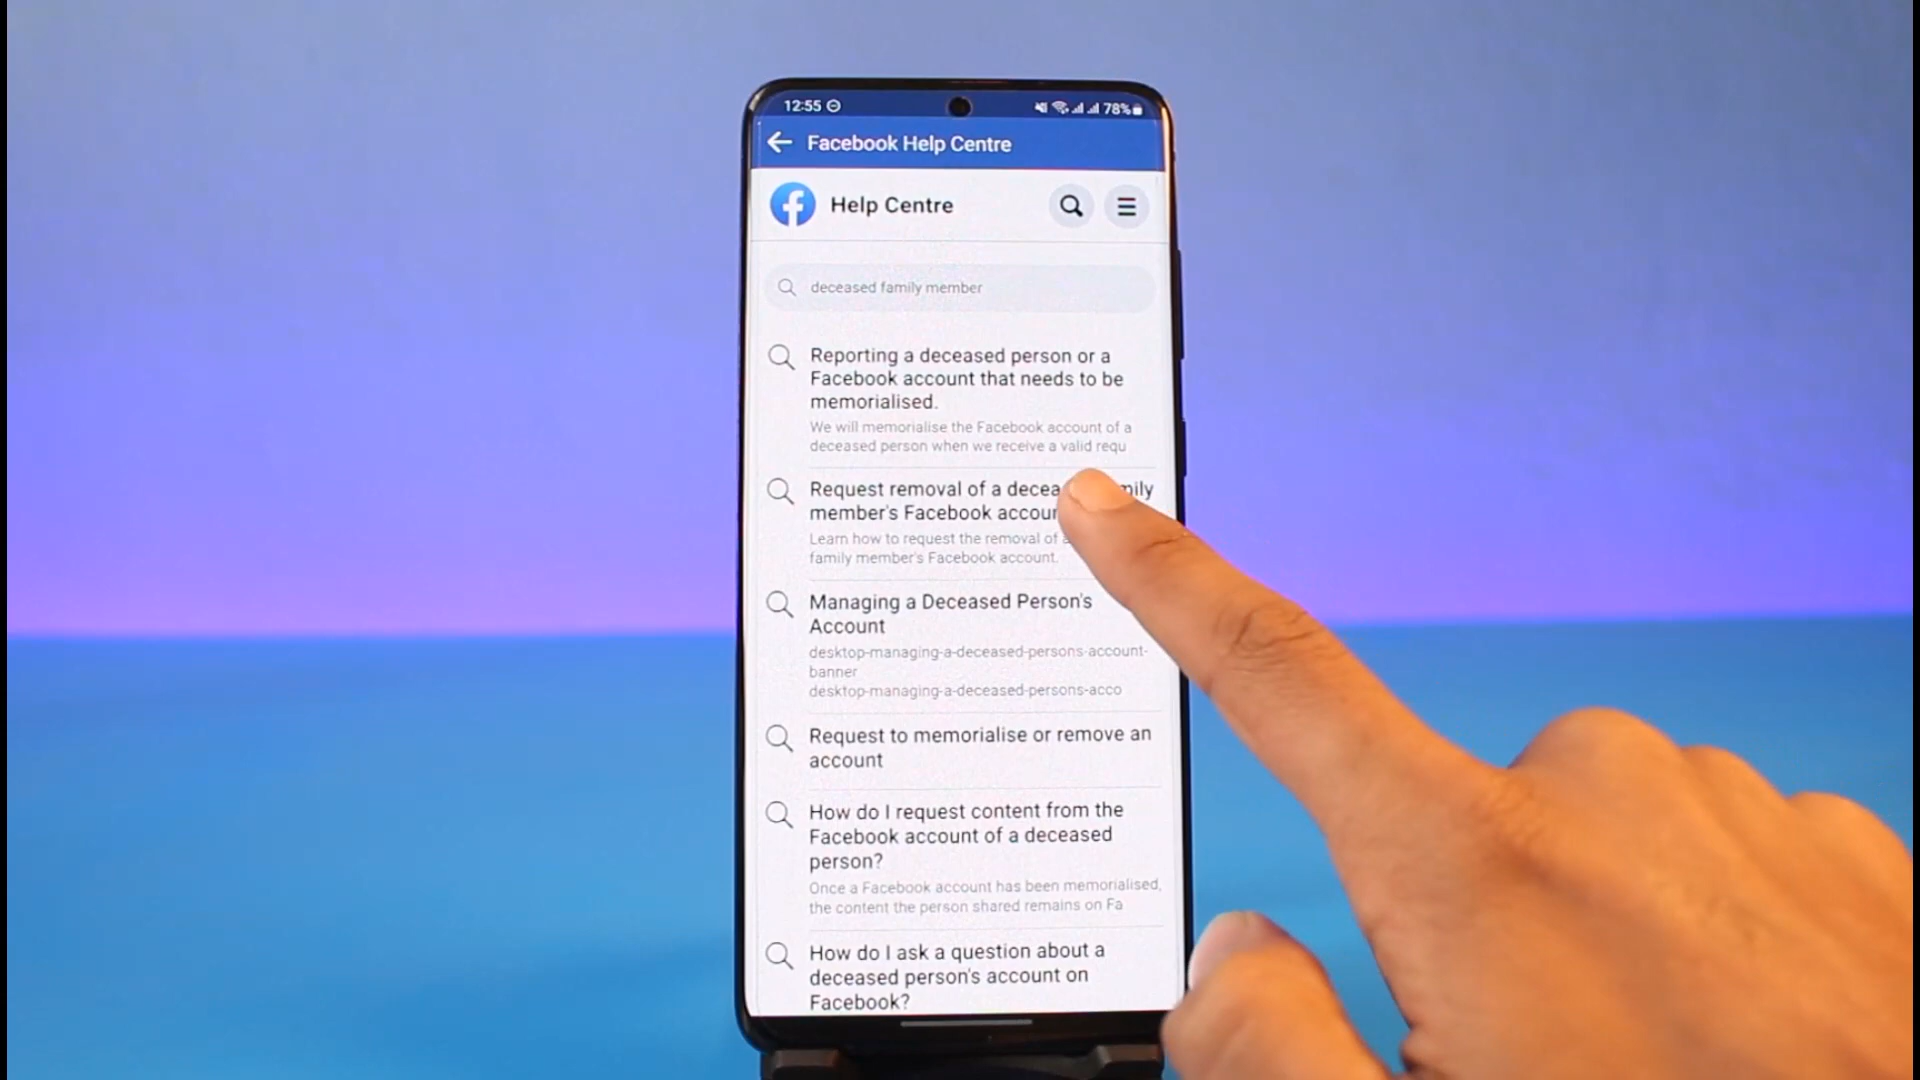 12:55
78%
Facebook Help Centre
Help Centre
deceased family member
Reporting a deceased person or a
Facebook account that needs to be
memorialised.
We will memorialise the Facebook account of a
deceased person when we receive a valid requ
Request removal of a decea mily
member's Facebook accoun
Learn how to request the removal of a
family member's Facebook account.
Managing a Deceased Person's
Account
desktop-managing-a-deceased-persons-account-
banner
desktop-managing-a-deceased-persons-acco
Request to memorialise or remove an
account
How do I request content from the
Facebook account of a deceased
person?
Once a Facebook account has been memorialised,
the content the person shared remains on Fa
How do I ask a question about a
deceased person's account on
Facebook?